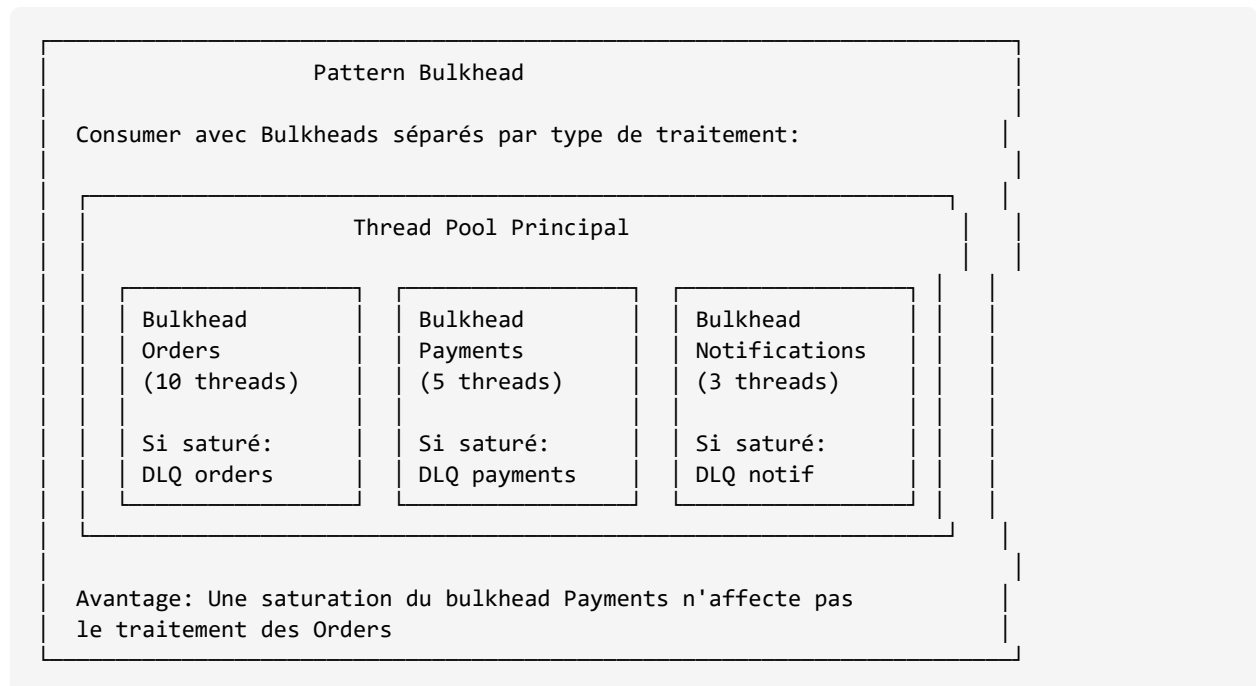 Pattern Bulkhead
Consumer avec Bulkheads séparés par type de traitement:
Thread Pool Principal
Bulkhead Bulkhead Bulkhead
Orders Payments Notifications
(10 threads) (5 threads) (3 threads)
Si saturé: Si saturé: Si saturé:
DLQ orders DLQ payments DLQ notif
Avantage: Une saturation du bulkhead Payments n'affecte pas
le traitement des Orders